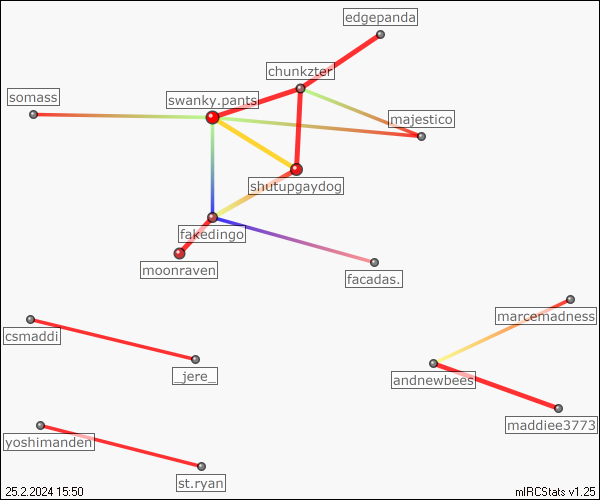 edgepanda
chunkzter
somass
swanky.pants
majestico
shutupgaydog
fakedingo
moonraven
facadas.
marcemadness
csmaddi
_jere_
andnewbees
maddiee3773
yoshimanden
st.ryan
25.2.2024 15:50
mIRCStats v1.25